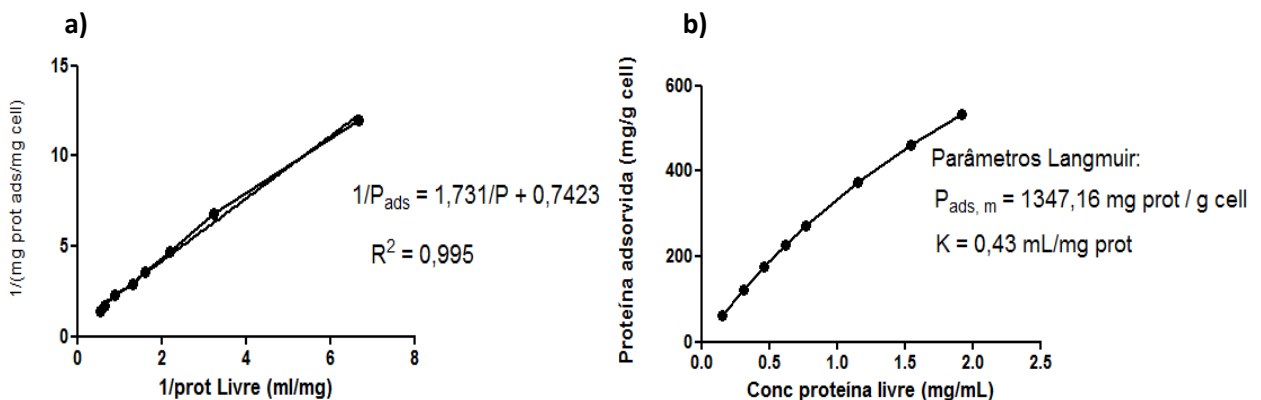 a)
15
10
5
0
0 2 4 6 8
1/(mg prot ads/mg cell)
1/prot Livre (ml/mg)
1/P_ads = 1,731/P + 0,7423
R² = 0,995
b)
600
400
200
0
0.0 0.5 1.0 1.5 2.0 2.5
Proteína adsorvida (mg/g cell)
Conc proteína livre (mg/mL)
Parâmetros Langmuir:
P_ads, m = 1347,16 mg prot / g cell
K = 0,43 mL/mg prot